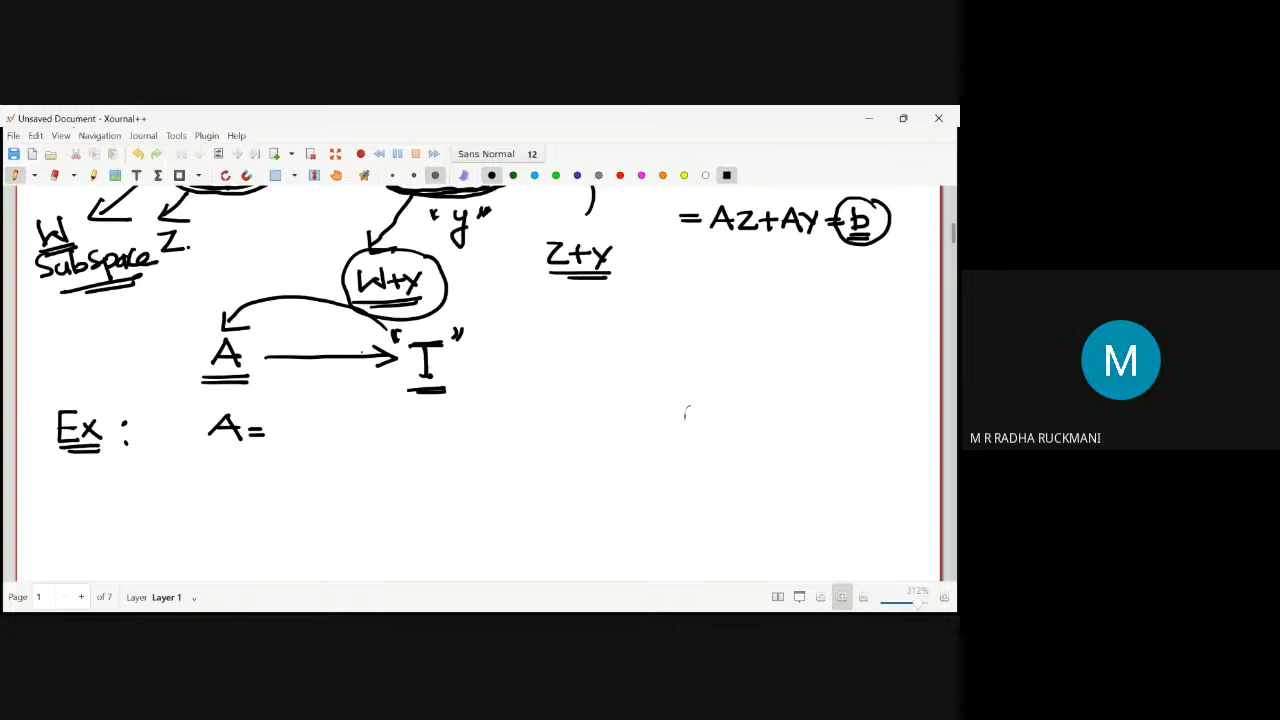 Unsaved Document - Xournal++
File Edit View Navigation Journal Tools Plugin Help
Sans Normal 12
W
Subspace
Z.
"y"
W+y
Z+y
= AZ+AY = b
A → "I"
Ex : A=
M
M R RADHA RUCKMANI
Page 1 of 7 Layer Layer 1
312%